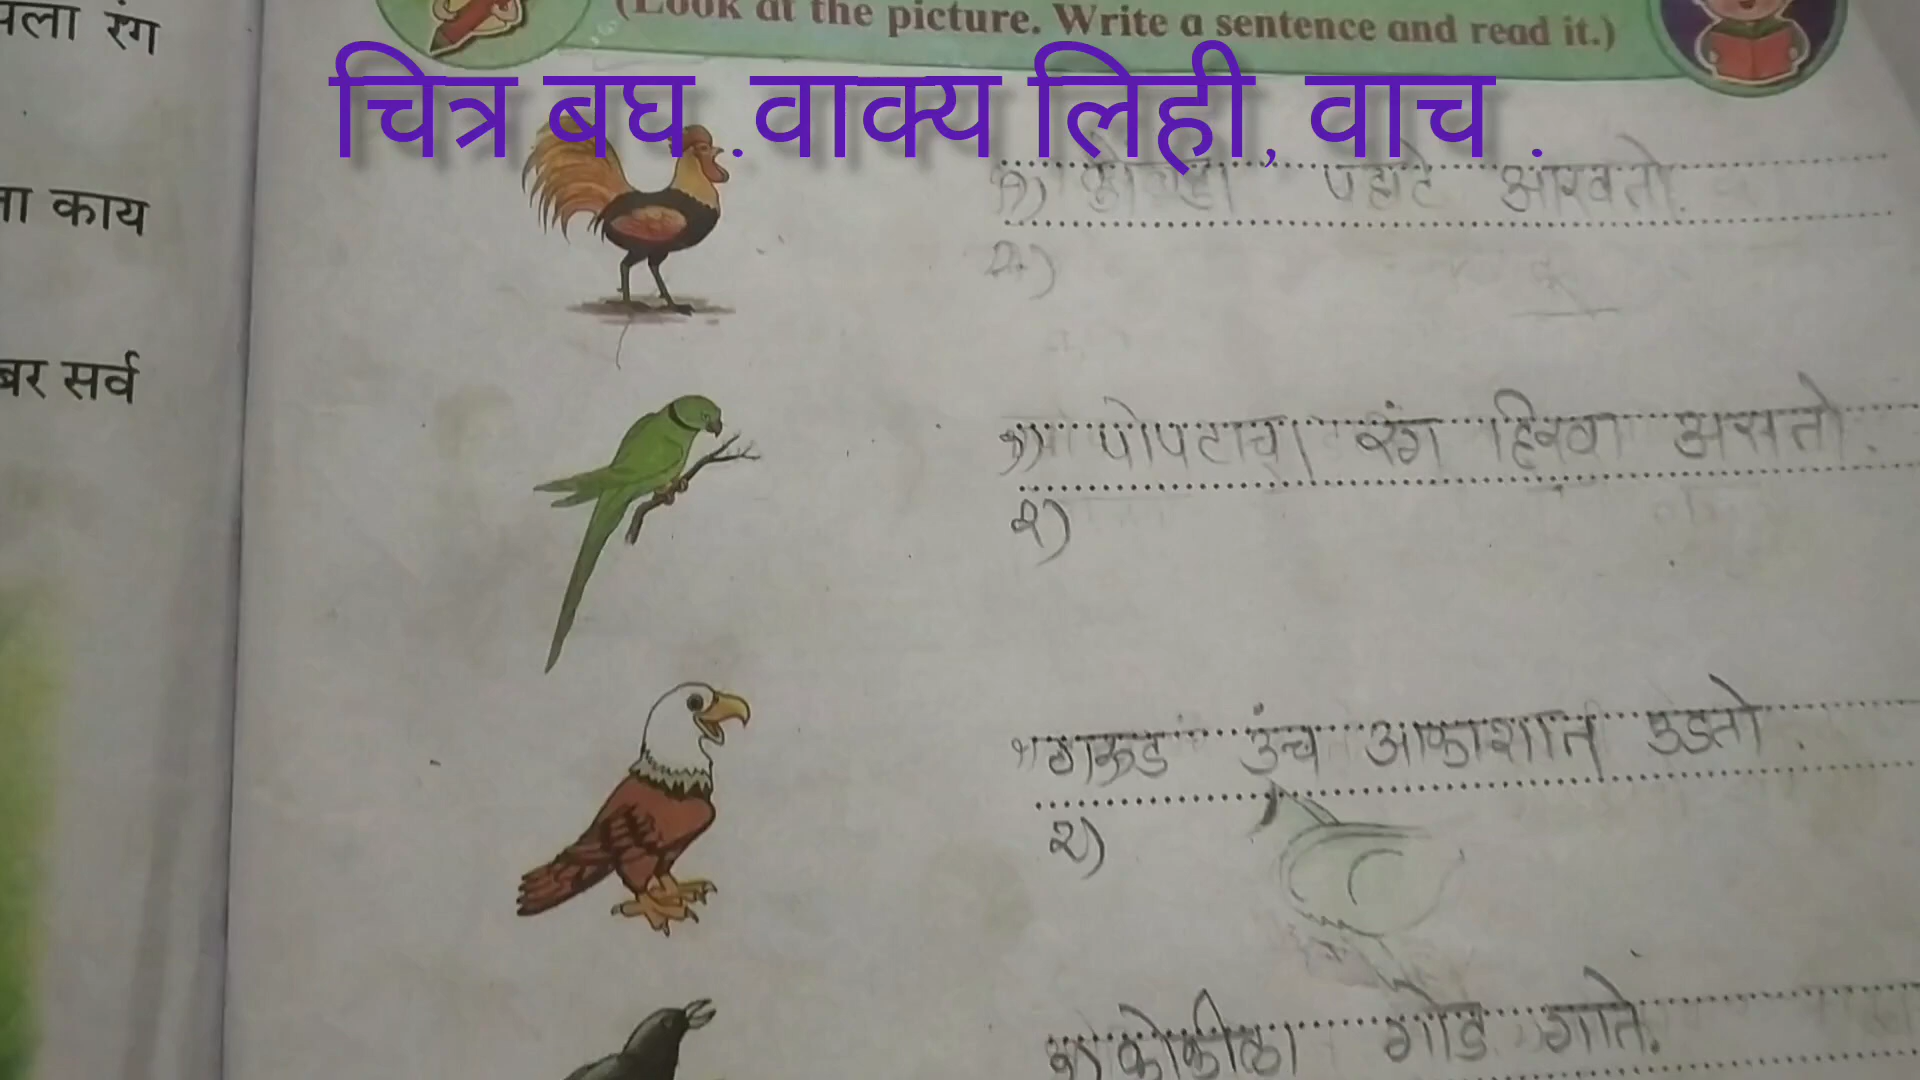 पला रंग
ना काय
बर सर्व
(Look at the picture. Write a sentence and read it.)
चित्र बघ . वाक्य लिही, वाच .
१) कोंबडा पहाटे आरवतो.
२)
१) पोपटाचा रंग हिरवा असतो.
२)
१) गरूड उंच आकाशात उडतो.
२)
१) कोकीळा गोड गाते.